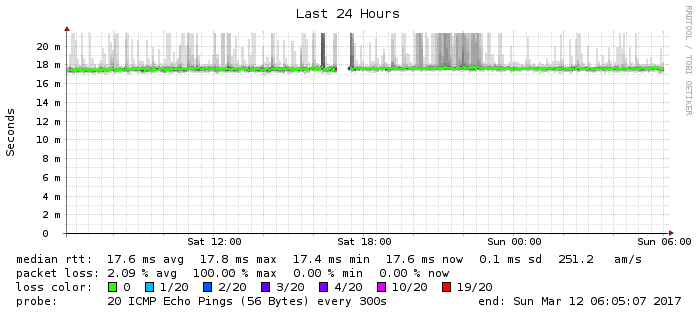 Last 24 Hours
RRDTOOL / TOBI OETIKER
Seconds
20 m
18 m
16 m
14 m
12 m
10 m
8 m
6 m
4 m
2 m
0
Sat 12:00 Sat 18:00 Sun 00:00 Sun 06:00
median rtt: 17.6 ms avg 17.8 ms max 17.4 ms min 17.6 ms now 0.1 ms sd 251.2 am/s
packet loss: 2.09 % avg 100.00 % max 0.00 % min 0.00 % now
loss color: 0 1/20 2/20 3/20 4/20 10/20 19/20
probe: 20 ICMP Echo Pings (56 Bytes) every 300s end: Sun Mar 12 06:05:07 2017